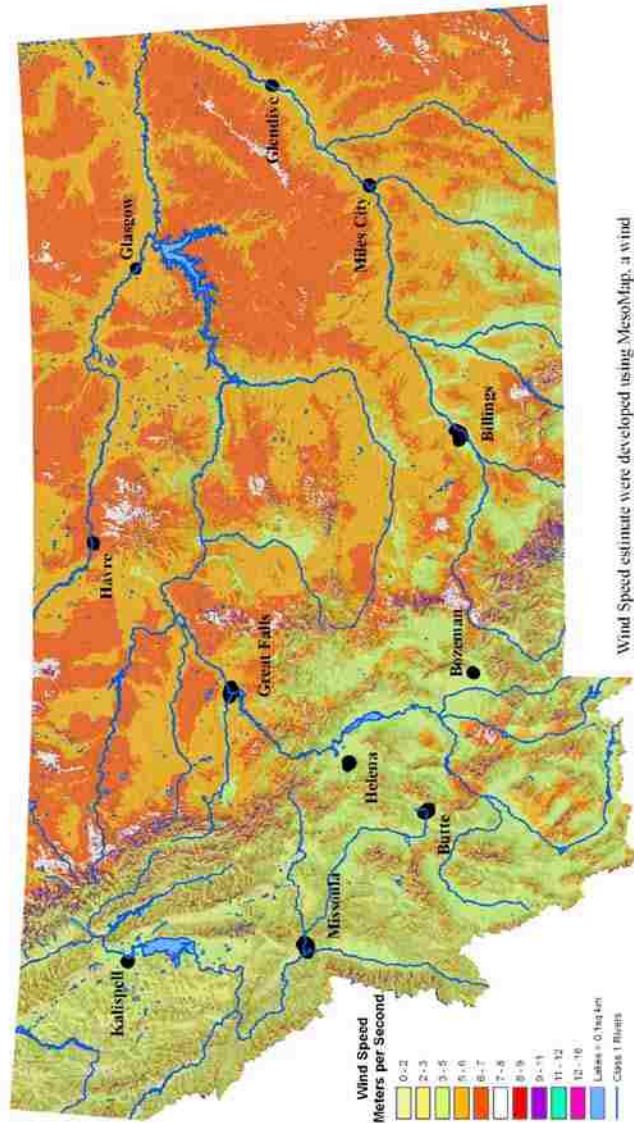 Kalispell
Missoula
Butte
Helena
Great Falls
Bozeman
Havre
Billings
Glasgow
Miles City
Glendive
Wind Speed
Meters per Second
0 - 2
2 - 3
3 - 5
5 - 6
6 - 7
7 - 8
8 - 9
9 - 11
11 - 12
12 - 16
Lakes > 0.1sq km
Class 1 Rivers
Wind Speed estimate were developed using MesoMap, a wind